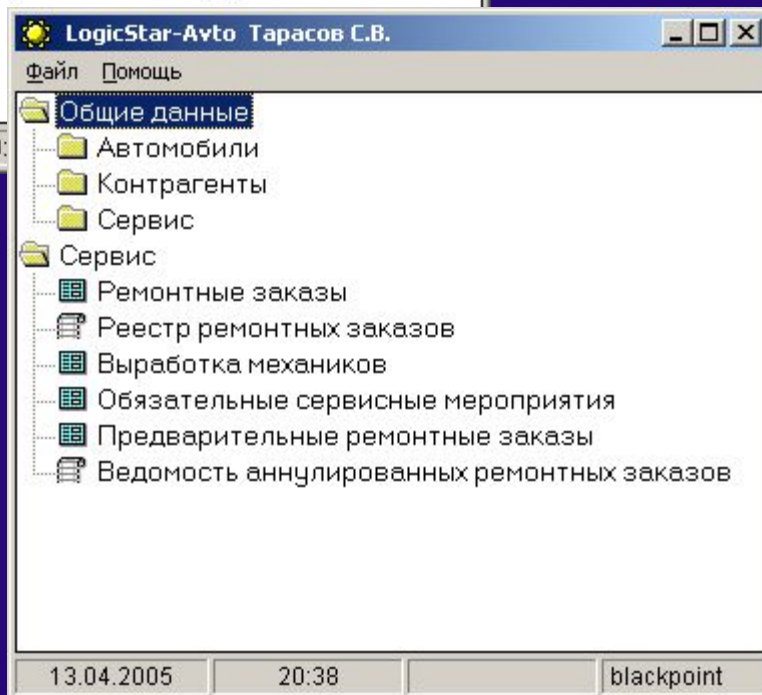 LogicStar-Avto Тарасов С.В.
Файл Помощь
Общие данные
Автомобили
Контрагенты
Сервис
Сервис
Ремонтные заказы
Реестр ремонтных заказов
Выработка механиков
Обязательные сервисные мероприятия
Предварительные ремонтные заказы
Ведомость аннулированных ремонтных заказов
13.04.2005 20:38 blackpoint